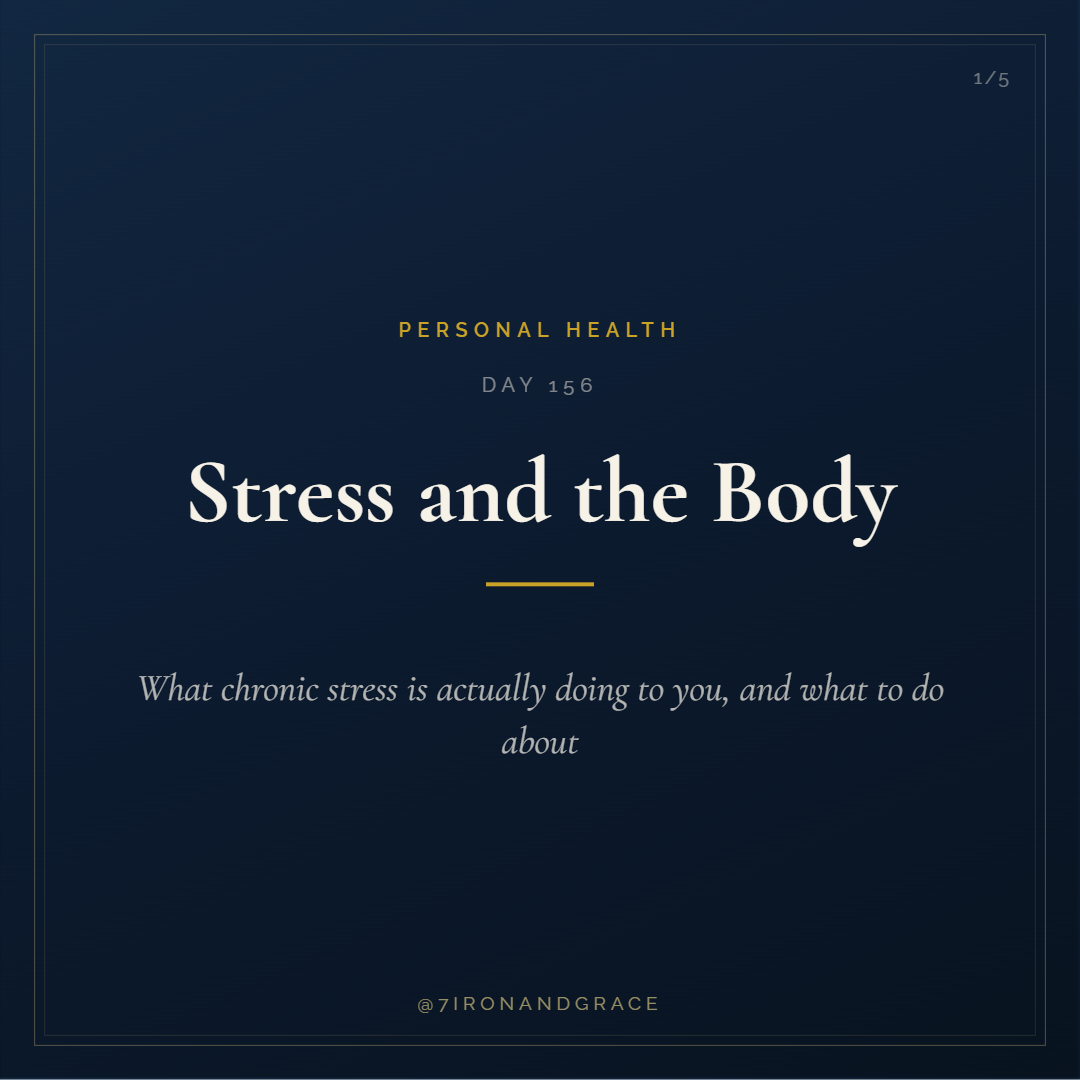 1/5
PERSONAL HEALTH
DAY 156
Stress and the Body
What chronic stress is actually doing to you, and what to do
about
@7IRONANDGRACE